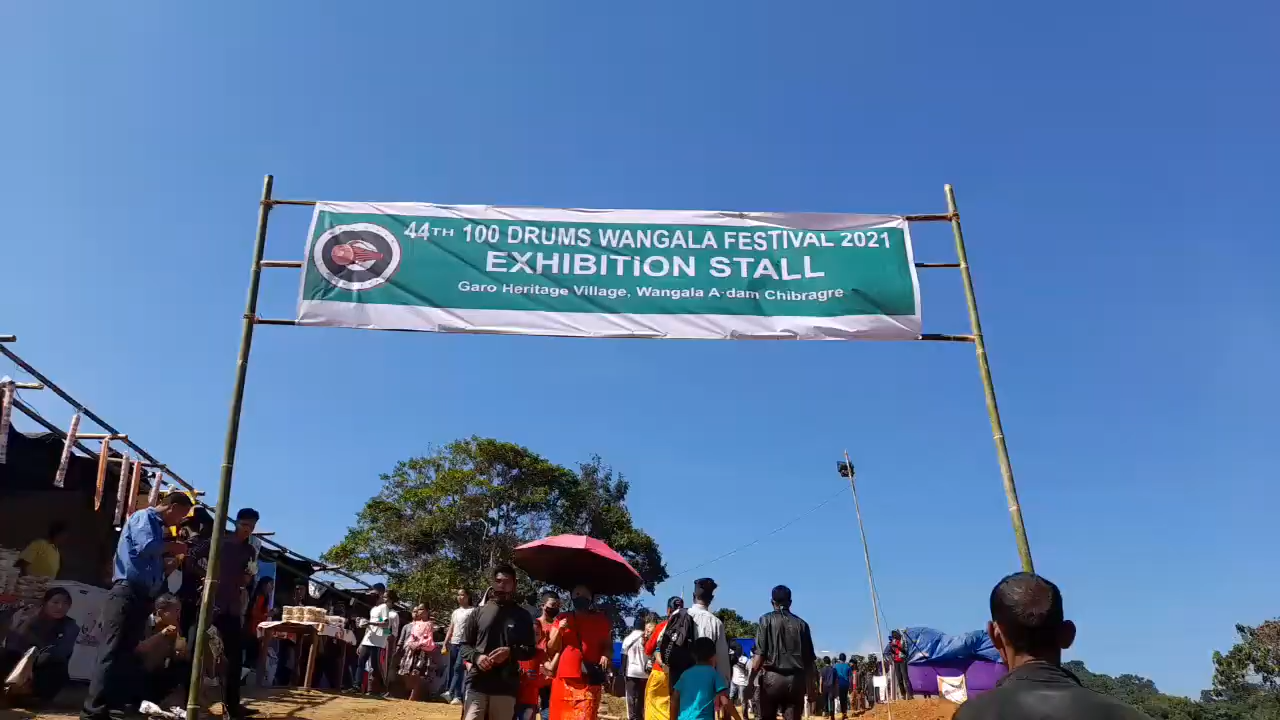 44TH 100 DRUMS WANGALA FESTIVAL 2021
EXHIBITiON STALL
Garo Heritage Village, Wangala A·dam Chibragre